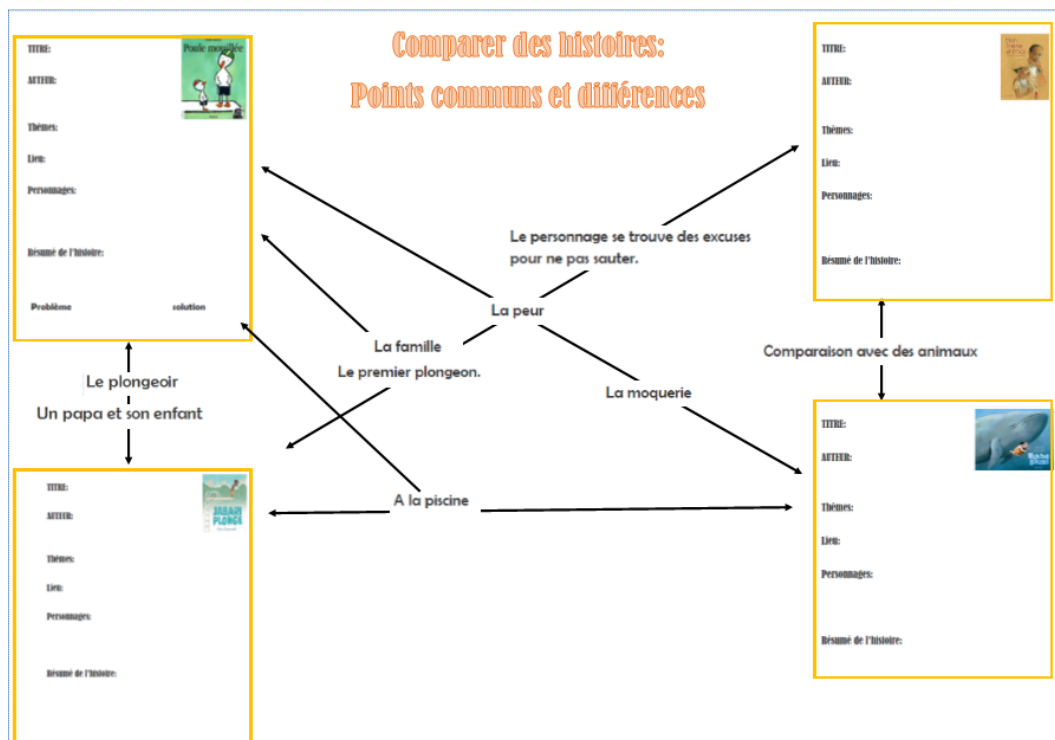 Comparer des histoires:
Points communs et différences
TITRE:
Poule mouillée
AUTEUR:
Thèmes:
Lieu:
Personnages:
Résumé de l'histoire:
Problème
solution
TITRE:
AUTEUR:
Thèmes:
Lieu:
Personnages:
Résumé de l'histoire:
Le personnage se trouve des excuses
pour ne pas sauter.
La peur
La famille
Le premier plongeon.
La moquerie
Comparaison avec des animaux
Le plongeoir
Un papa et son enfant
A la piscine
TITRE:
JABARI
PLONGE
AUTEUR:
Thèmes:
Lieu:
Personnages:
Résumé de l'histoire:
TITRE:
AUTEUR:
Thèmes:
Lieu:
Personnages:
Résumé de l'histoire: